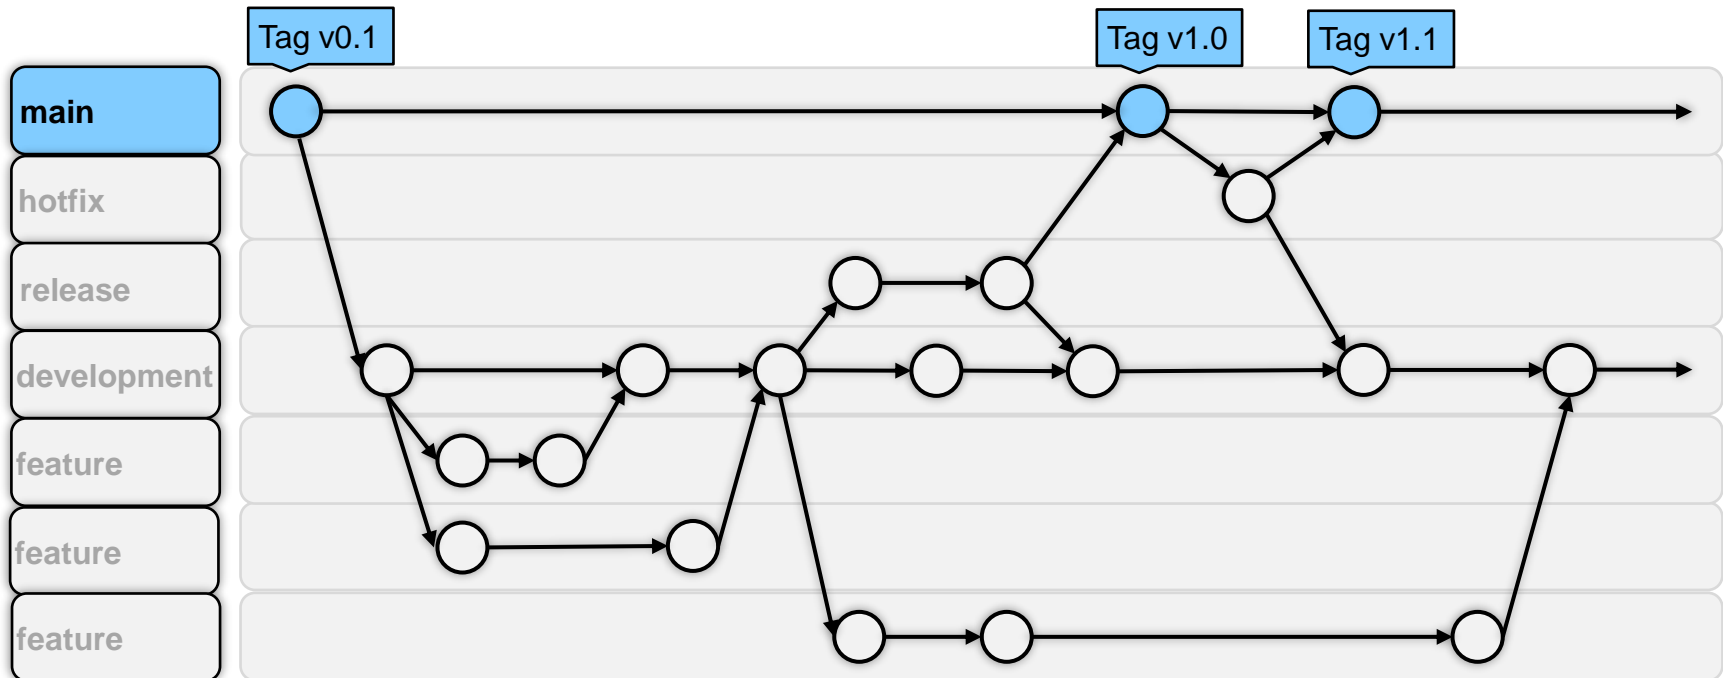 Tag v0.1
Tag v1.0
Tag v1.1
main
hotfix
release
development
feature
feature
feature